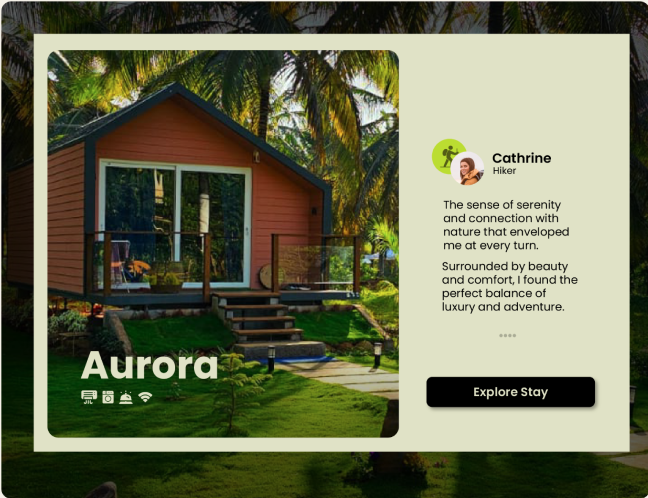 Aurora
Cathrine
Hiker
The sense of serenity
and connection with
nature that enveloped
me at every turn.
Surrounded by beauty
and comfort, I found the
perfect balance of
luxury and adventure.
Explore Stay